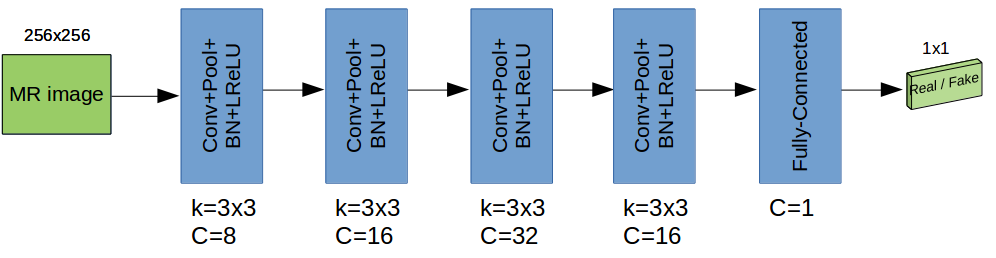 256x256
MR image
Conv+Pool+
BN+LReLU
k=3x3
C=8
Conv+Pool+
BN+LReLU
k=3x3
C=16
Conv+Pool+
BN+LReLU
k=3x3
C=32
Conv+Pool+
BN+LReLU
k=3x3
C=16
Fully-Connected
C=1
1x1
Real / Fake